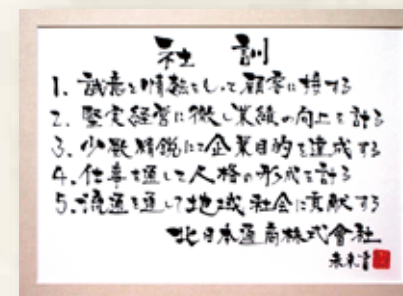 社訓
1. 誠意と情熱をもって顧客に接する
2. 堅実経営に徹し業績の向上を計る
3. 少数精鋭にて企業目的を達成する
4. 仕事を通して人格の形成を計る
5. 流通を通して地域社会に貢献する
北日本通商株式會社